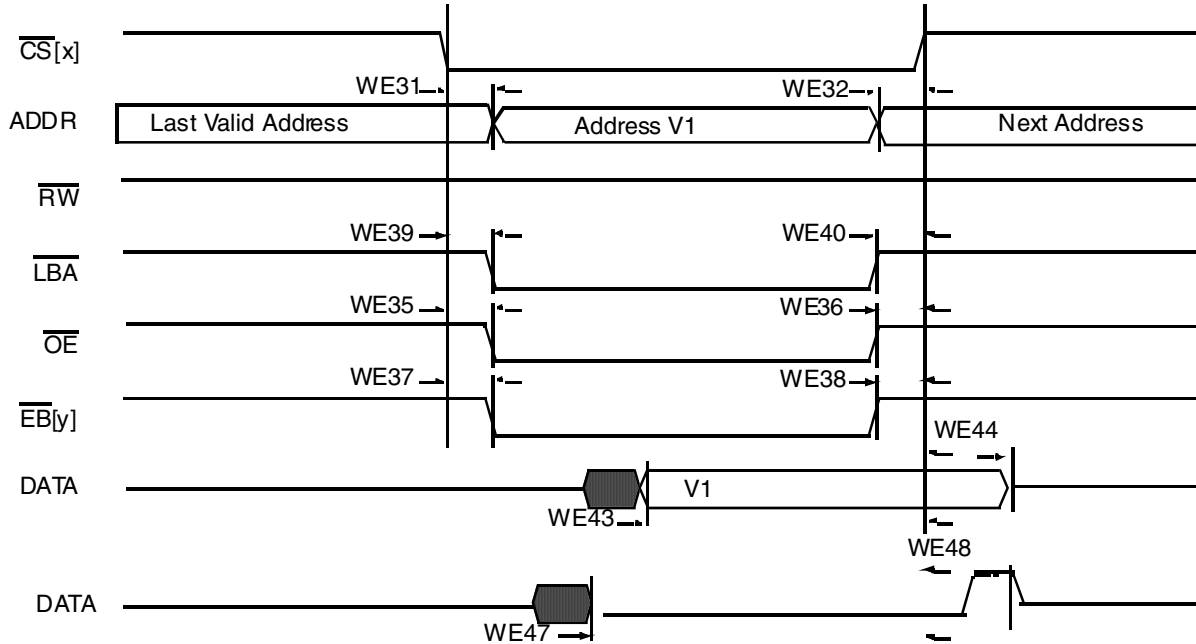 CS[x]
WE31
WE32
ADDR
Last Valid Address
Address V1
Next Address
RW
WE39
WE40
LBA
WE35
WE36
OE
WE37
WE38
EB[y]
WE44
DATA
V1
WE43
WE48
DATA
WE47